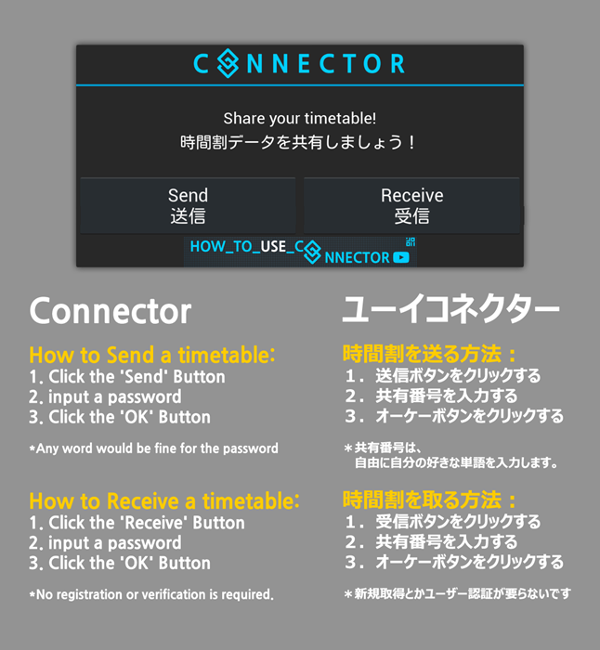 CONNECTOR
Share your timetable!
時間割データを共有しましょう！
Send
送信
Receive
受信
HOW_TO_USE_CONNECTOR
Connector
How to Send a timetable:
1. Click the 'Send' Button
2. input a password
3. Click the "OK" Button
*Any word would be fine for the password
How to Receive a timetable:
1. Click the 'Receive' Button
2. input a password
3. Click the "OK" Button
*No registration or verification is required.
ユーイコネクター
時間割を送る方法：
１．送信ボタンをクリックする
２．共有番号を入力する
３．オーケーボタンをクリックする
＊共有番号は、
自由に自分の好きな単語を入力します。
時間割を取る方法：
１．受信ボタンをクリックする
２．共有番号を入力する
３．オーケーボタンをクリックする
＊新規取得とかユーザー認証が要らないです